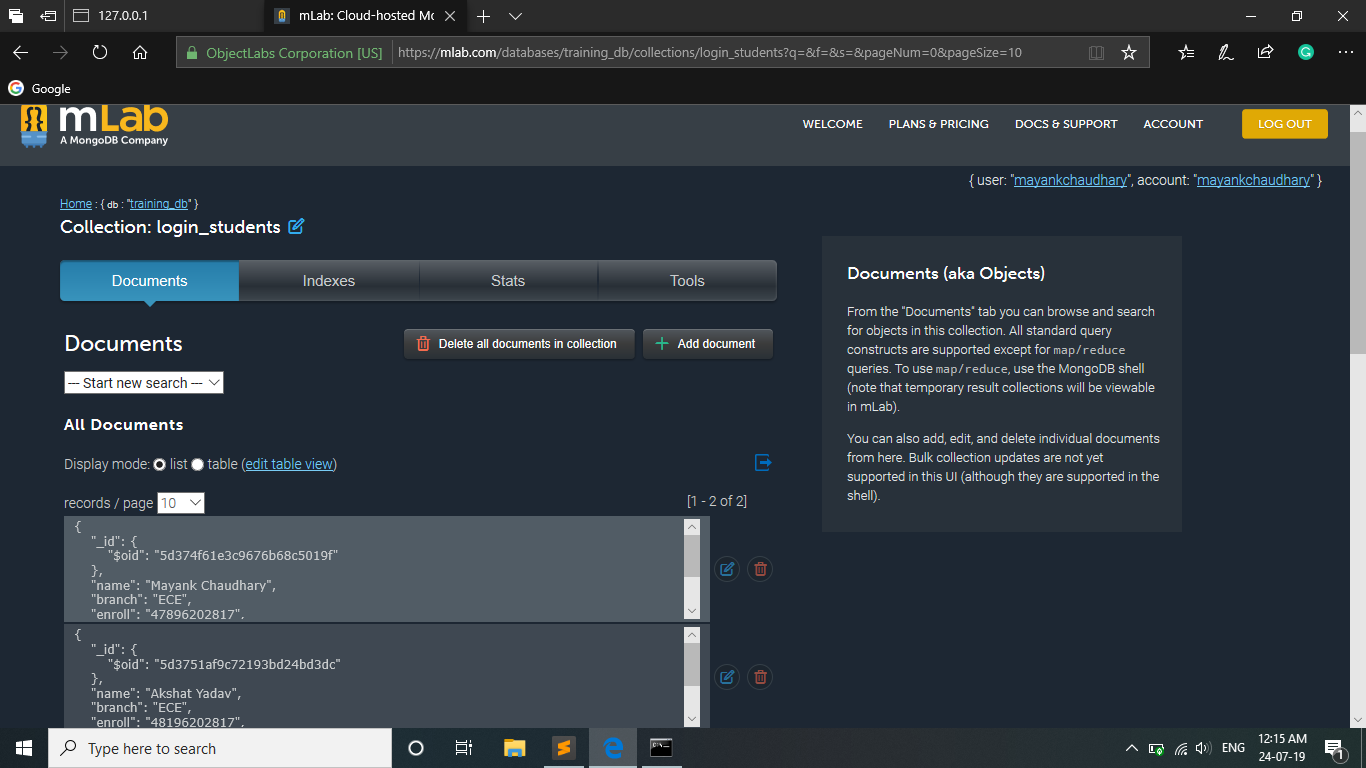 127.0.0.1
mLab: Cloud-hosted Mc
ObjectLabs Corporation [US]
https://mlab.com/databases/training_db/collections/login_students?q=&f=&s=&pageNum=0&pageSize=10
Google
mLab
A MongoDB Company
WELCOME
PLANS & PRICING
DOCS & SUPPORT
ACCOUNT
LOG OUT
{ user: "mayankchaudhary", account: "mayankchaudhary" }
Home : { db : "training_db" }
Collection: login_students
Documents
Indexes
Stats
Tools
Documents
Delete all documents in collection
Add document
--- Start new search ---
All Documents
Display mode: list table (edit table view)
records / page 10
[1 - 2 of 2]
{
"_id": {
"$oid": "5d374f61e3c9676b68c5019f"
},
"name": "Mayank Chaudhary",
"branch": "ECE",
"enroll": "47896202817",
{
"_id": {
"$oid": "5d3751af9c72193bd24bd3dc"
},
"name": "Akshat Yadav",
"branch": "ECE",
"enroll": "48196202817",
Documents (aka Objects)
From the "Documents" tab you can browse and search
for objects in this collection. All standard query
constructs are supported except for map/reduce
queries. To use map/reduce, use the MongoDB shell
(note that temporary result collections will be viewable
in mLab).
You can also add, edit, and delete individual documents
from here. Bulk collection updates are not yet
supported in this UI (although they are supported in the
shell).
Type here to search
ENG
12:15 AM
24-07-19
1